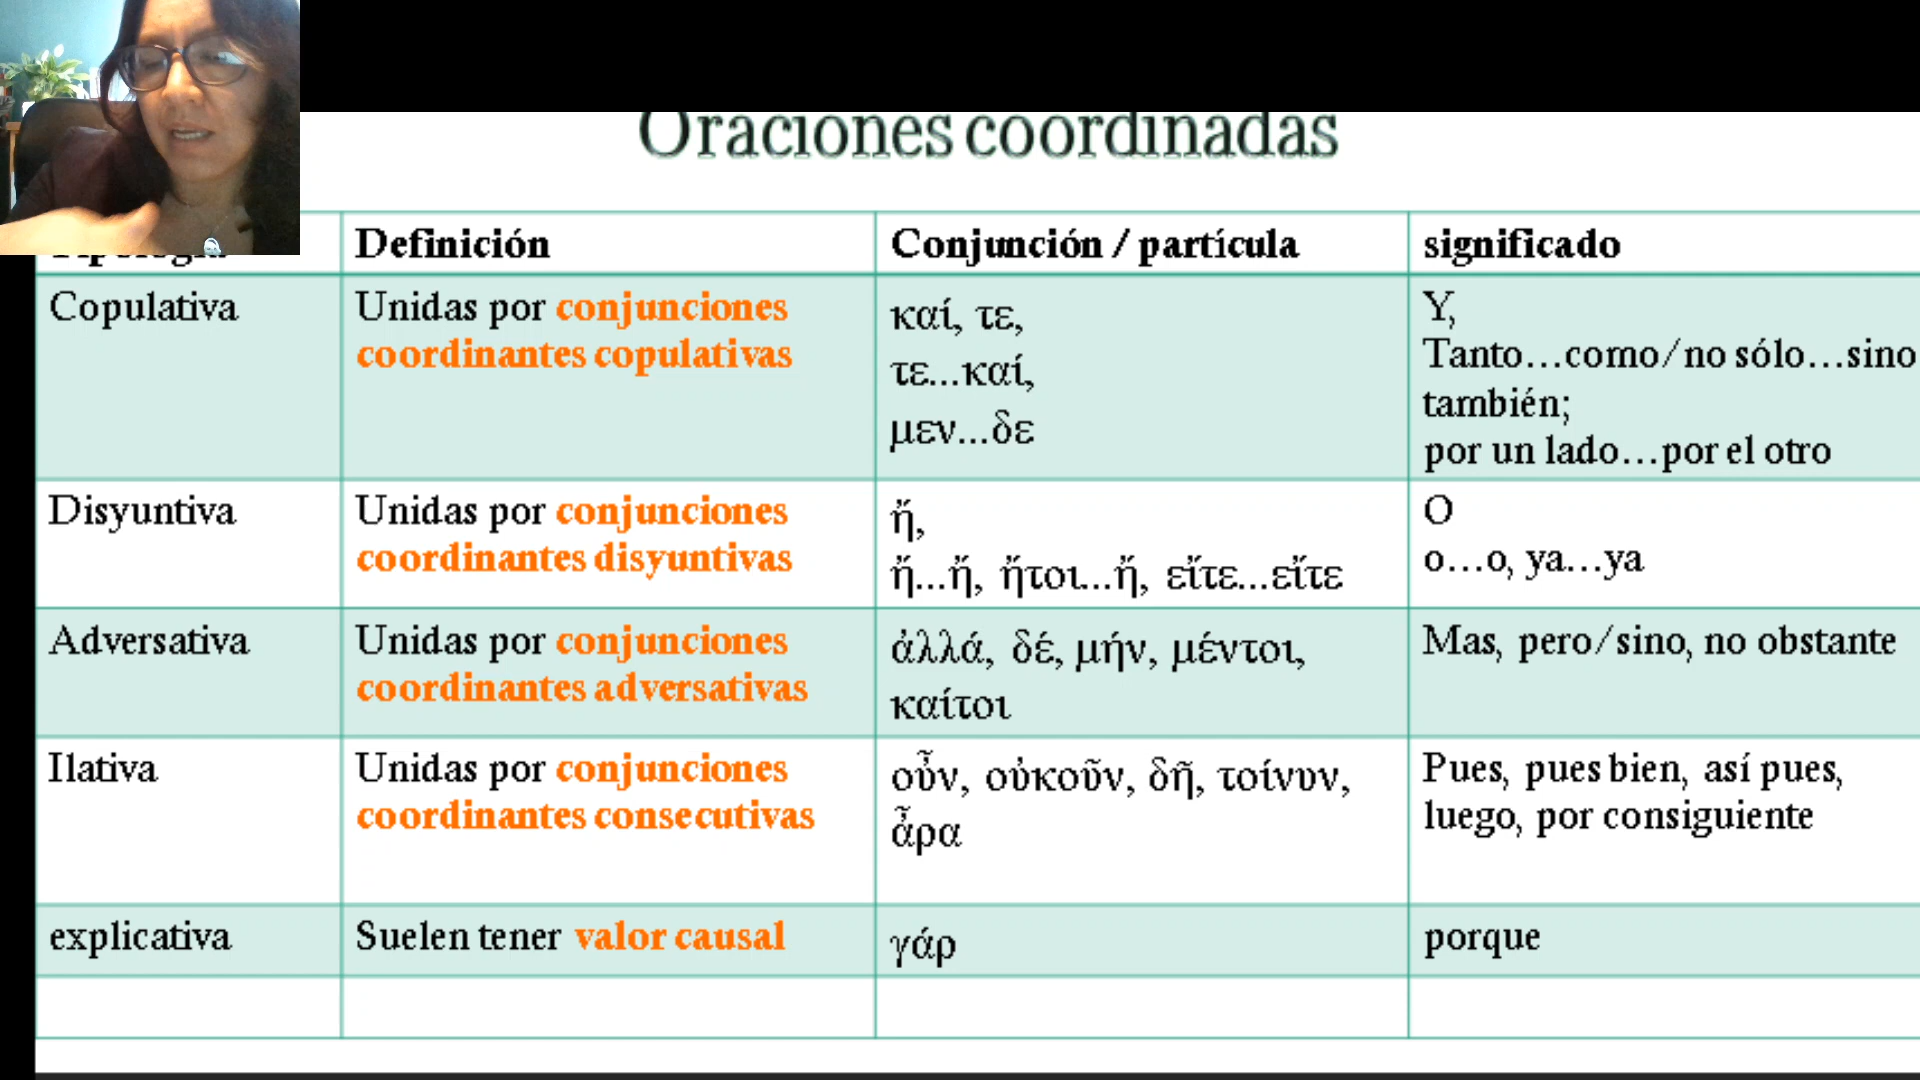 Oraciones coordinadas
Tipología
Definición
Conjunción / partícula
significado
Copulativa
Unidas por conjunciones
coordinantes copulativas
καί, τε,
τε...καί,
μεν...δε
Y,
Tanto...como/no sólo...sino
también;
por un lado...por el otro
Disyuntiva
Unidas por conjunciones
coordinantes disyuntivas
ἤ,
ἤ...ἤ, ἤτοι...ἤ, εἴτε...εἴτε
O
o...o, ya...ya
Adversativa
Unidas por conjunciones
coordinantes adversativas
ἀλλά, δέ, μήν, μέντοι,
καίτοι
Mas, pero/sino, no obstante
Ilativa
Unidas por conjunciones
coordinantes consecutivas
οὖν, οὐκοῦν, δῆ, τοίνυν,
ἆρα
Pues, pues bien, así pues,
luego, por consiguiente
explicativa
Suelen tener valor causal
γάρ
porque